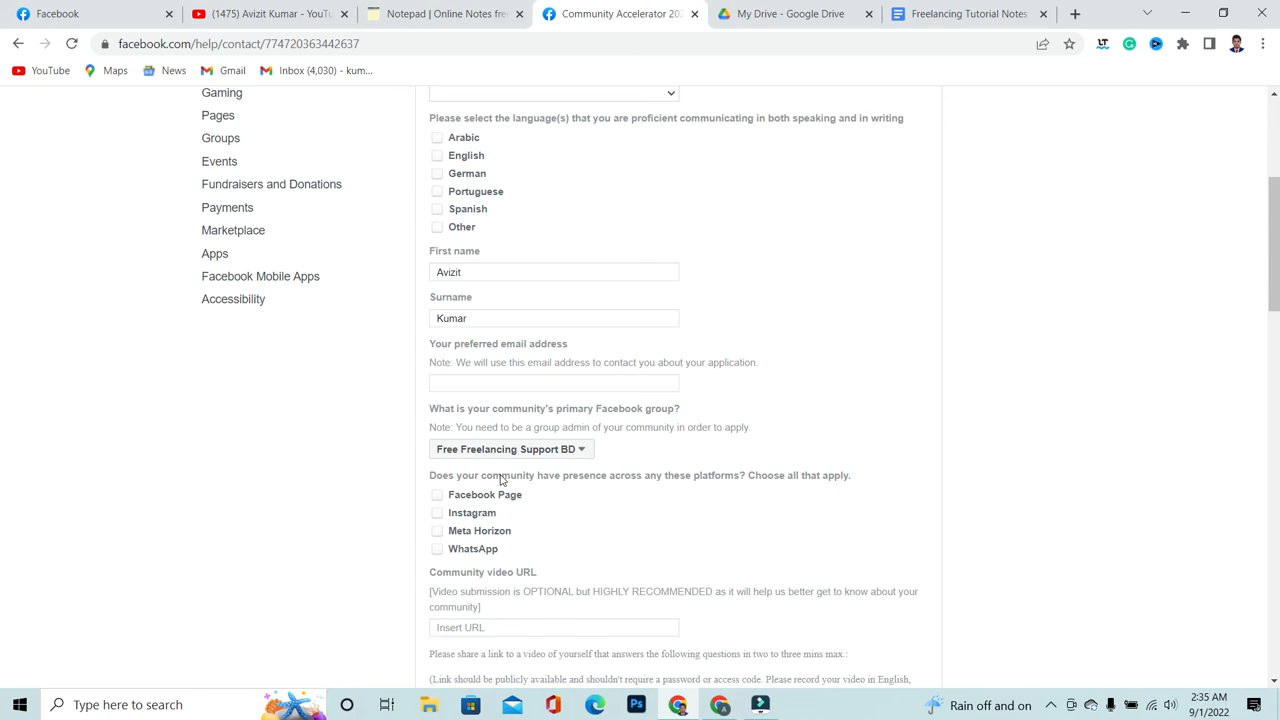 Facebook
(1475) Avizit Kumar - YouT
Notepad | Online Notes free
Community Accelerator 202
My Drive - Google Drive
Freelancing Tutorial Notes
facebook.com/help/contact/774720363442637
YouTube
Maps
News
Gmail
Inbox (4,030) - kum...
Gaming
Pages
Groups
Events
Fundraisers and Donations
Payments
Marketplace
Apps
Facebook Mobile Apps
Accessibility
Please select the language(s) that you are proficient communicating in both speaking and in writing
Arabic
English
German
Portuguese
Spanish
Other
First name
Avizit
Surname
Kumar
Your preferred email address
Note: We will use this email address to contact you about your application.
What is your community's primary Facebook group?
Note: You need to be a group admin of your community in order to apply.
Free Freelancing Support BD
Does your community have presence across any these platforms? Choose all that apply.
Facebook Page
Instagram
Meta Horizon
WhatsApp
Community video URL
[Video submission is OPTIONAL but HIGHLY RECOMMENDED as it will help us better get to know about your
community]
Insert URL
Please share a link to a video of yourself that answers the following questions in two to three mins max.:
(Link should be publicly available and shouldn't require a password or access code. Please record your video in English,
Type here to search
Ps
Rain off and on
2:35 AM
9/1/2022